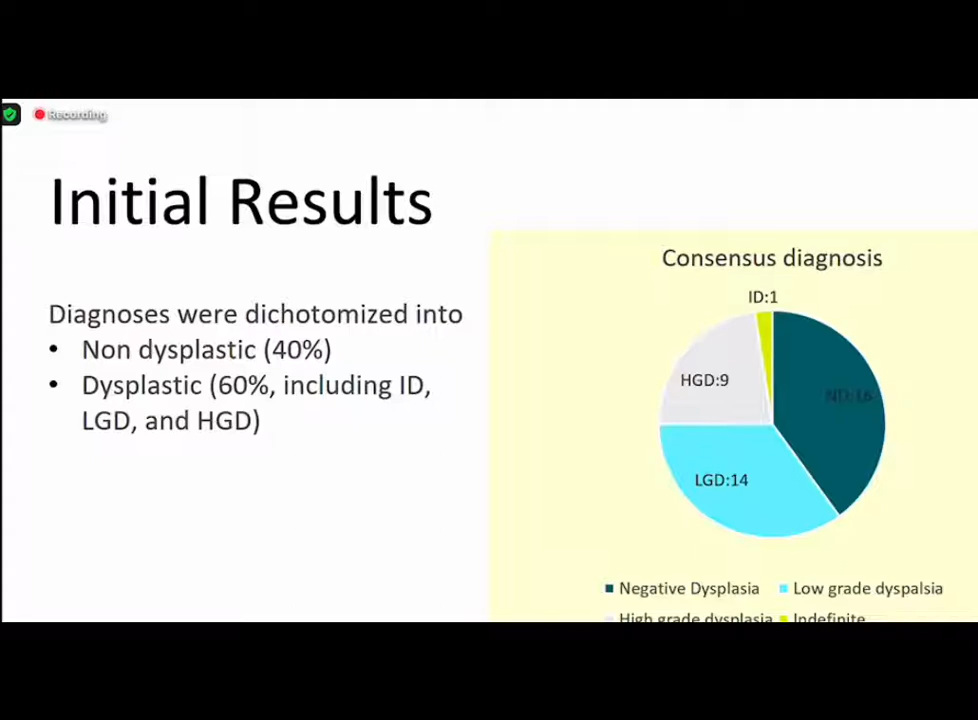 Recording
Initial Results
Diagnoses were dichotomized into
• Non dysplastic (40%)
• Dysplastic (60%, including ID,
LGD, and HGD)
Consensus diagnosis
ID:1
HGD:9
ND:16
LGD:14
Negative Dysplasia
Low grade dyspalsia
High grade dysplasia
Indefinite